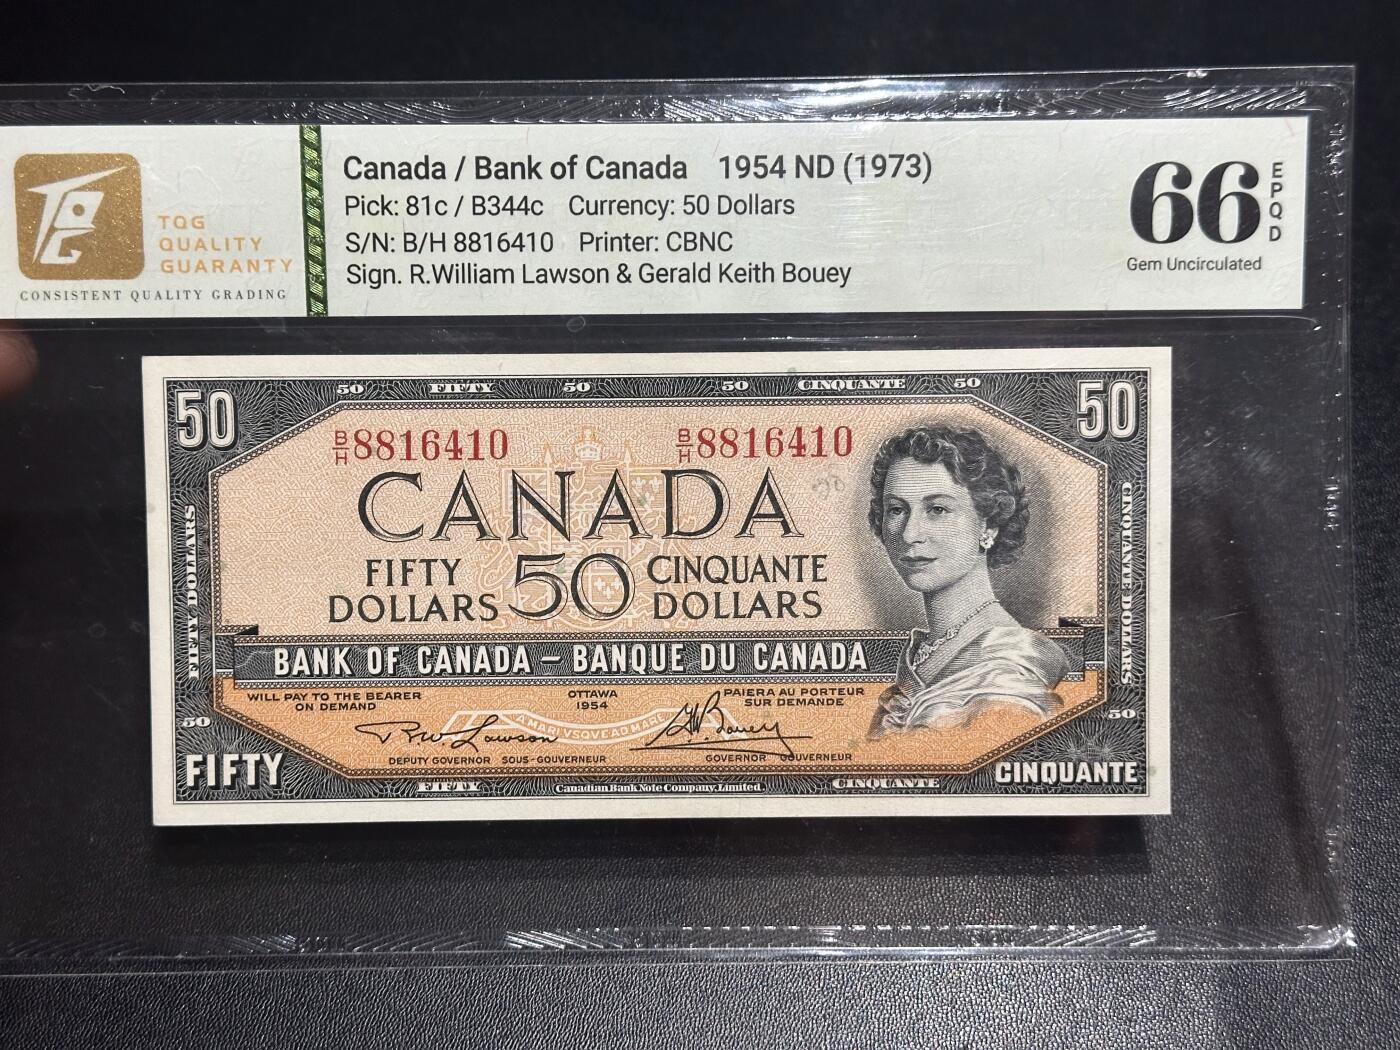 TQG
QUALITY
GUARANTY
CONSISTENT QUALITY GRADING
Canada / Bank of Canada 1954 ND (1973)
Pick: 81c / B344c Currency: 50 Dollars
S/N: B/H 8816410 Printer: CBNC
Sign. R.William Lawson & Gerald Keith Bouey
66
EPQD
Gem Uncirculated
50 FIFTY 50 50 CINQUANTE 50
50 50
B/H 8816410 B/H 8816410
CANADA
FIFTY DOLLARS 50 CINQUANTE DOLLARS
FIFTY DOLLARS
CINQUANTE DOLLARS
BANK OF CANADA – BANQUE DU CANADA
WILL PAY TO THE BEARER ON DEMAND
OTTAWA
1954
PAIERA AU PORTEUR SUR DEMANDE
A MARI VSQVE AD MARE
R.W. Lawson G.K. Bouey
DEPUTY GOVERNOR SOUS-GOUVERNEUR GOVERNOR GOUVERNEUR
50 50
FIFTY CINQUANTE
FIFTY Canadian Bank Note Company, Limited. CINQUANTE